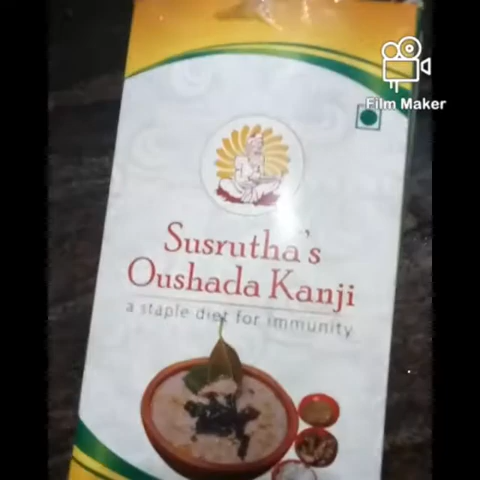 Film Maker
Susrutha's
Oushada Kanji
a staple diet for immunity